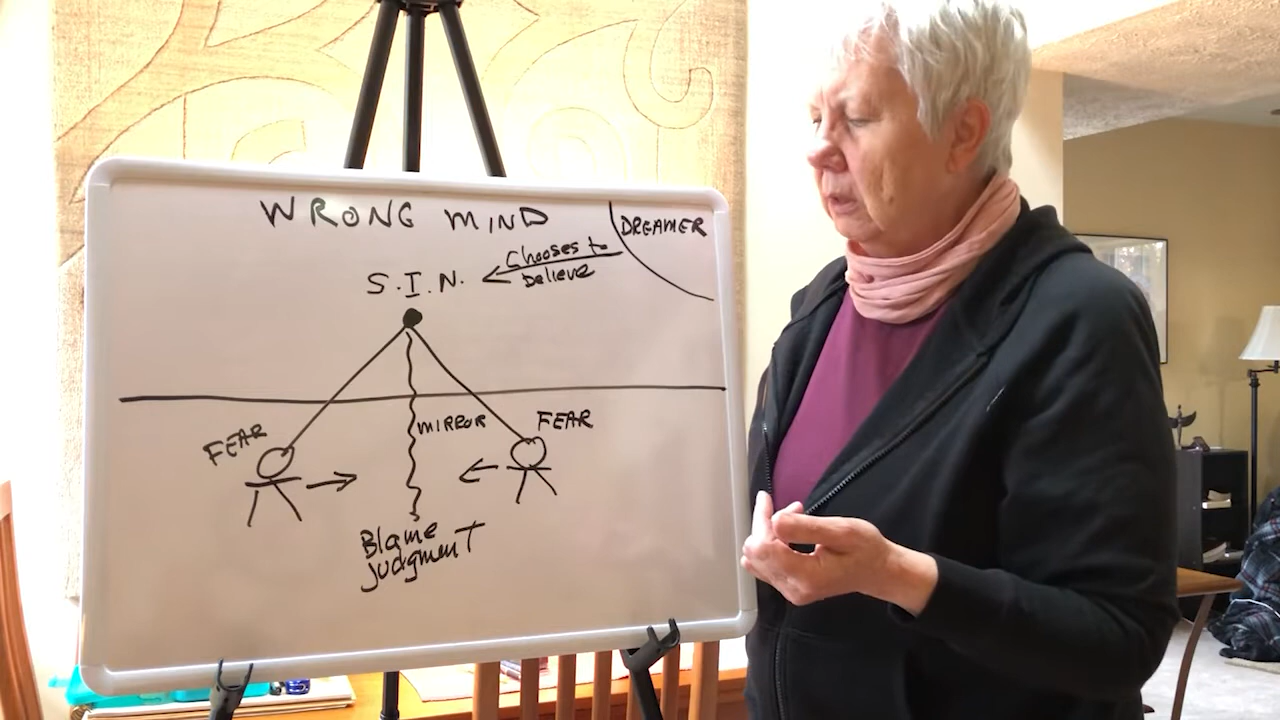 WRONG MIND
DREAMER
Chooses to
believe
S.I.N.
FEAR
MIRROR
FEAR
Blame
judgment